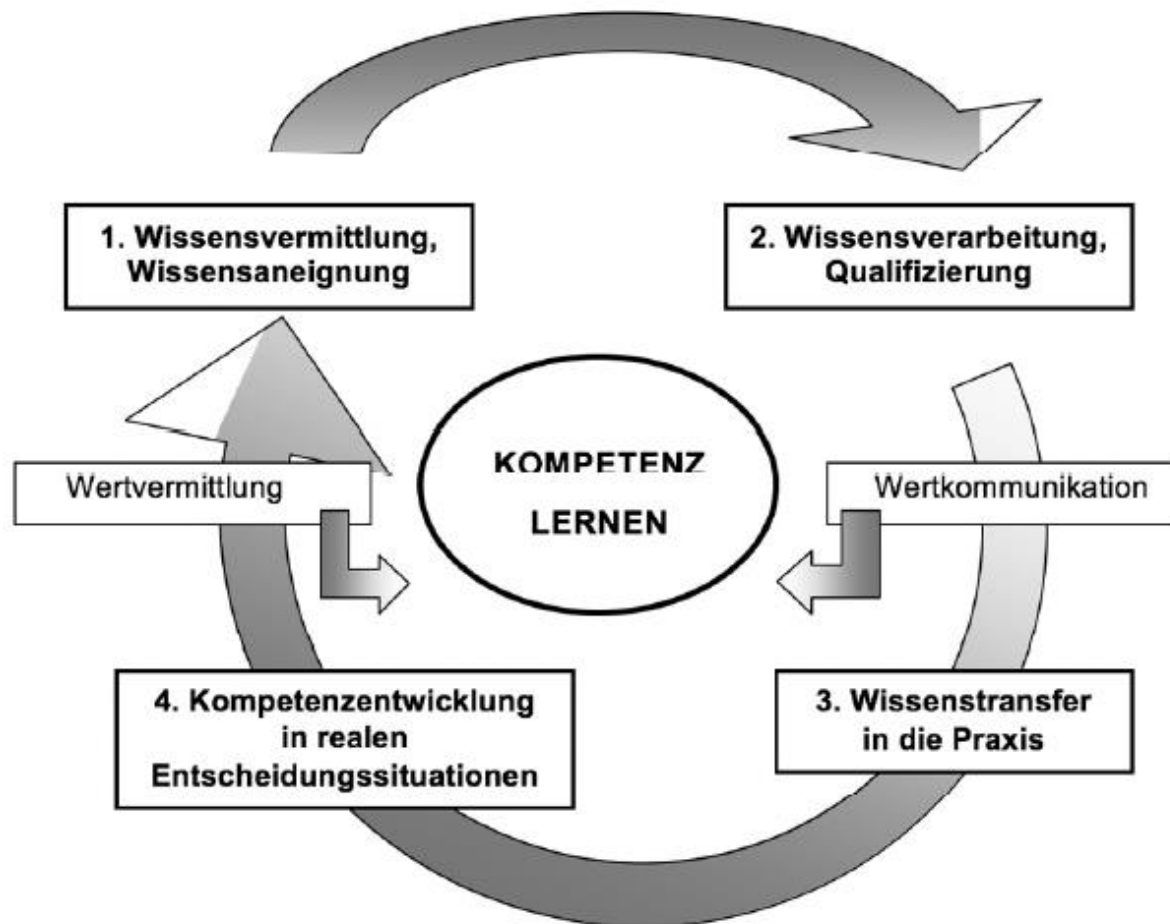 1. Wissensvermittlung,
Wissensaneignung
2. Wissensverarbeitung,
Qualifizierung
KOMPETENZ
LERNEN
Wertvermittlung
Wertkommunikation
4. Kompetenzentwicklung
in realen
Entscheidungssituationen
3. Wissenstransfer
in die Praxis